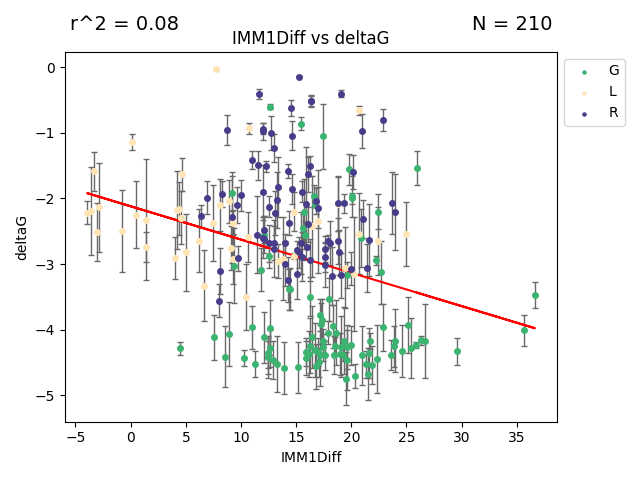 r^2 = 0.08
N = 210
IMM1Diff vs deltaG
G
L
R
deltaG
0
−1
−2
−3
−4
−5
−5
0
5
10
15
20
25
30
35
IMM1Diff